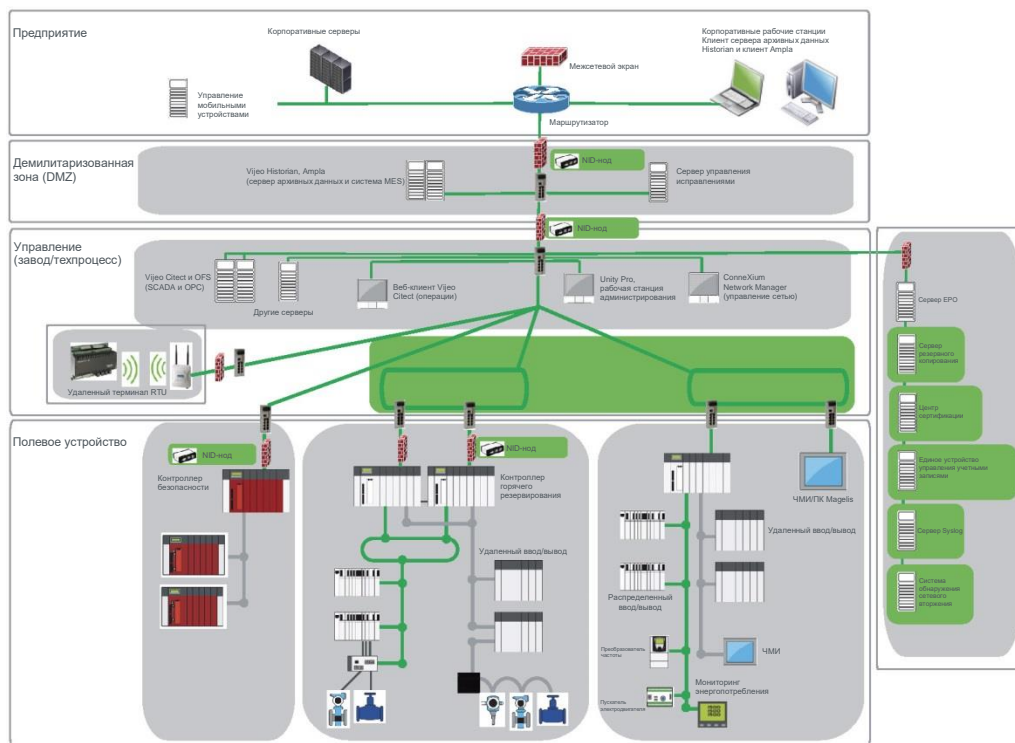 Предприятие
Корпоративные серверы
Управление
мобильными
устройствами
Межсетевой экран
Маршрутизатор
Корпоративные рабочие станции
Клиент сервера архивных данных
Historian и клиент Ampla
Демилитаризованная
зона (DMZ)
Vijeo Historian, Ampla
(сервер архивных данных и система MES)
NID-нод
Сервер управления
исправлениями
NID-нод
Управление
(завод/техпроцесс)
Vijeo Citect и OFS
(SCADA и OPC)
Другие серверы
Веб-клиент Vijeo
Citect (операции)
Unity Pro,
рабочая станция
администрирования
ConneXium
Network Manager
(управление сетью)
Удаленный терминал RTU
Сервер EPO
Сервер
резервного
копирования
Центр
сертификации
Единое устройство
управления учетными
записями
Сервер Syslog
Система
обнаружения
сетевого
вторжения
Полевое устройство
NID-нод
Контроллер
безопасности
NID-нод
Контроллер
горячего
резервирования
Удаленный ввод/вывод
ЧМИ/ПК Magelis
Удаленный ввод/вывод
Распределенный
ввод/вывод
Преобразователь
частоты
ЧМИ
Пускатель
электродвигателя
Мониторинг
энергопотребления